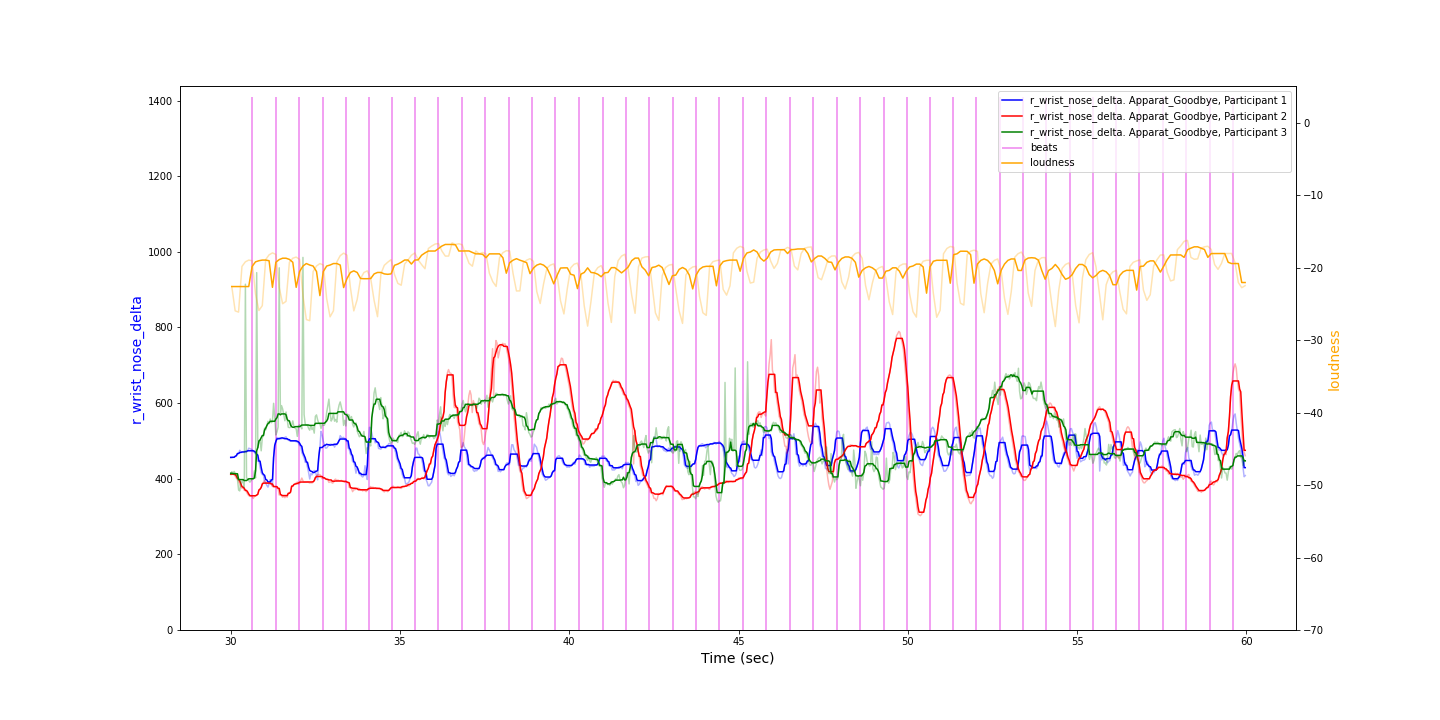 1400
1200
1000
800
600
400
200
0
r_wrist_nose_delta
30
35
40
45
50
55
60
Time (sec)
0
−10
−20
−30
−40
−50
−60
−70
loudness
r_wrist_nose_delta. Apparat_Goodbye, Participant 1
r_wrist_nose_delta. Apparat_Goodbye, Participant 2
r_wrist_nose_delta. Apparat_Goodbye, Participant 3
beats
loudness